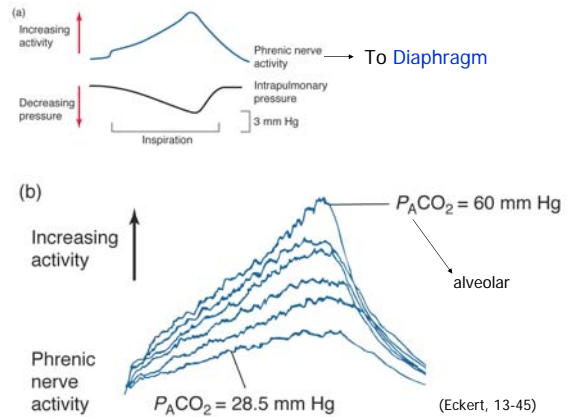 (a)
Increasing
activity
Phrenic nerve
activity
To Diaphragm
Decreasing
pressure
Intrapulmonary
pressure
3 mm Hg
Inspiration
(b)
Increasing
activity
PACO2 = 60 mm Hg
alveolar
Phrenic
nerve
activity
PACO2 = 28.5 mm Hg
(Eckert, 13-45)